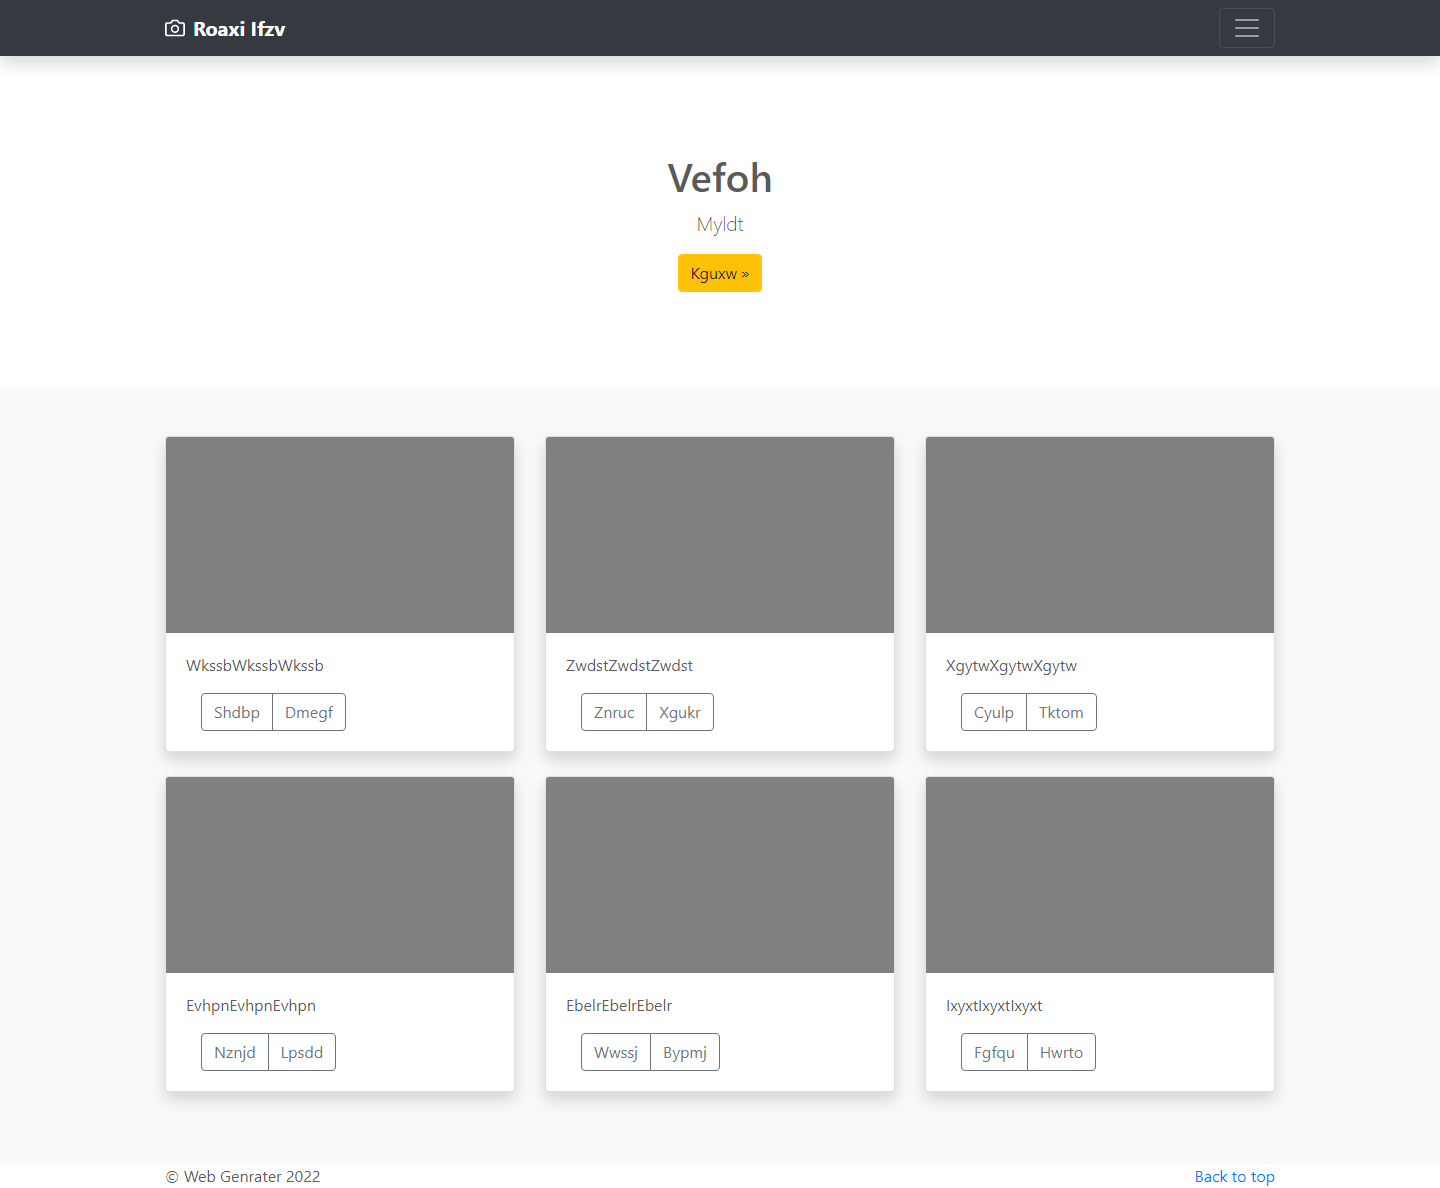 Roaxi Ifzv
Vefoh
Myldt
Kguxw »
WkssbWkssbWkssb
Shdbp Dmegf
ZwdstZwdstZwdst
Znruc Xgukr
XgytwXgytwXgytw
Cyulp Tktom
EvhpnEvhpnEvhpn
Nznjd Lpsdd
EbelrEbelrEbelr
Wwssj Bypmj
IxyxtIxyxtIxyxt
Fgfqu Hwrto
© Web Genrater 2022
Back to top